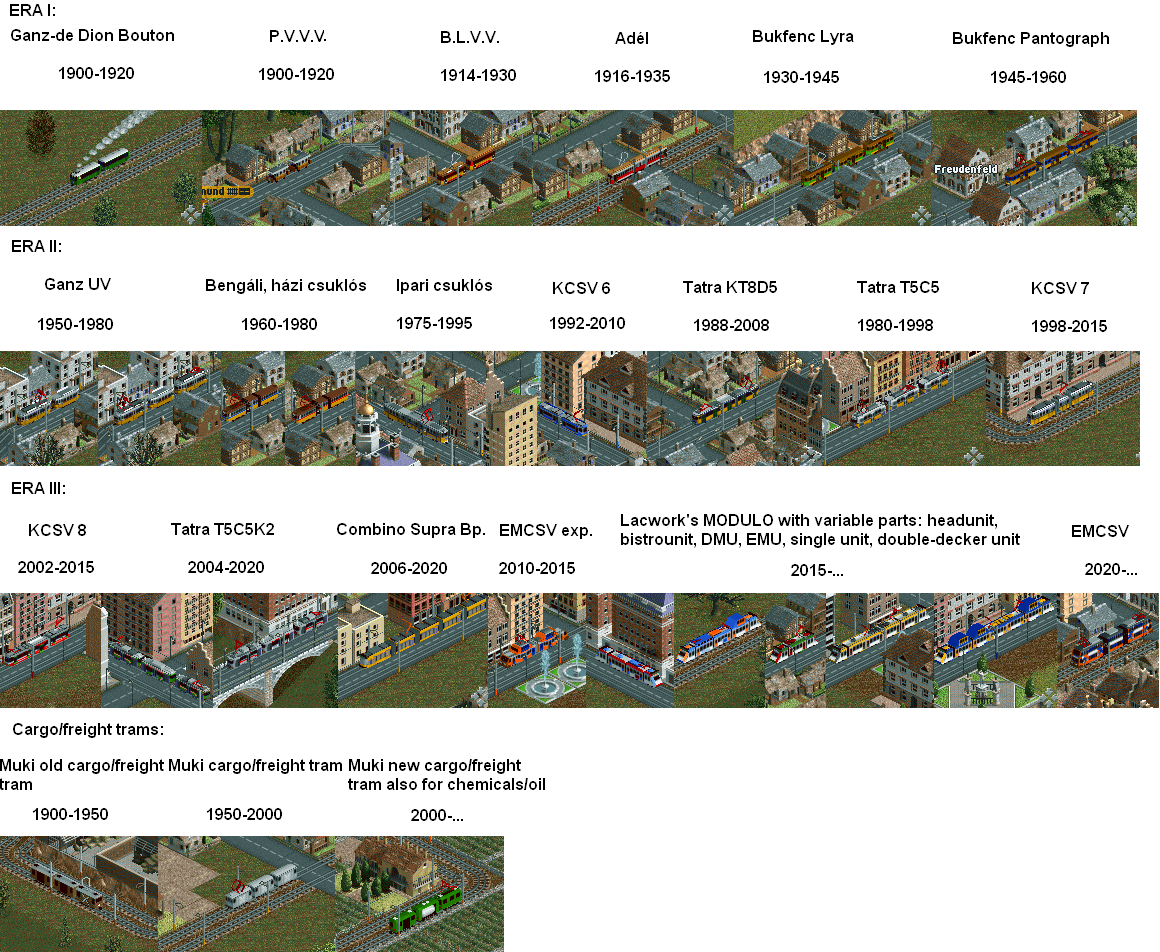 ERA I:
Ganz-de Dion Bouton
P.V.V.V.
B.L.V.V.
Adél
Bukfenc Lyra
Bukfenc Pantograph
1900-1920
1900-1920
1914-1930
1916-1935
1930-1945
1945-1960
mund
Freudenfeld
ERA II:
Ganz UV
Bengáli, házi csuklós
Ipari csuklós
KCSV 6
Tatra KT8D5
Tatra T5C5
KCSV 7
1950-1980
1960-1980
1975-1995
1992-2010
1988-2008
1980-1998
1998-2015
ERA III:
KCSV 8
Tatra T5C5K2
Combino Supra Bp.
EMCSV exp.
Lacwork's MODULO with variable parts: headunit,
bistrounit, DMU, EMU, single unit, double-decker unit
EMCSV
2002-2015
2004-2020
2006-2020
2010-2015
2015-...
2020-...
Cargo/freight trams:
Muki old cargo/freight
tram
Muki cargo/freight tram
Muki new cargo/freight
tram also for chemicals/oil
1900-1950
1950-2000
2000-...